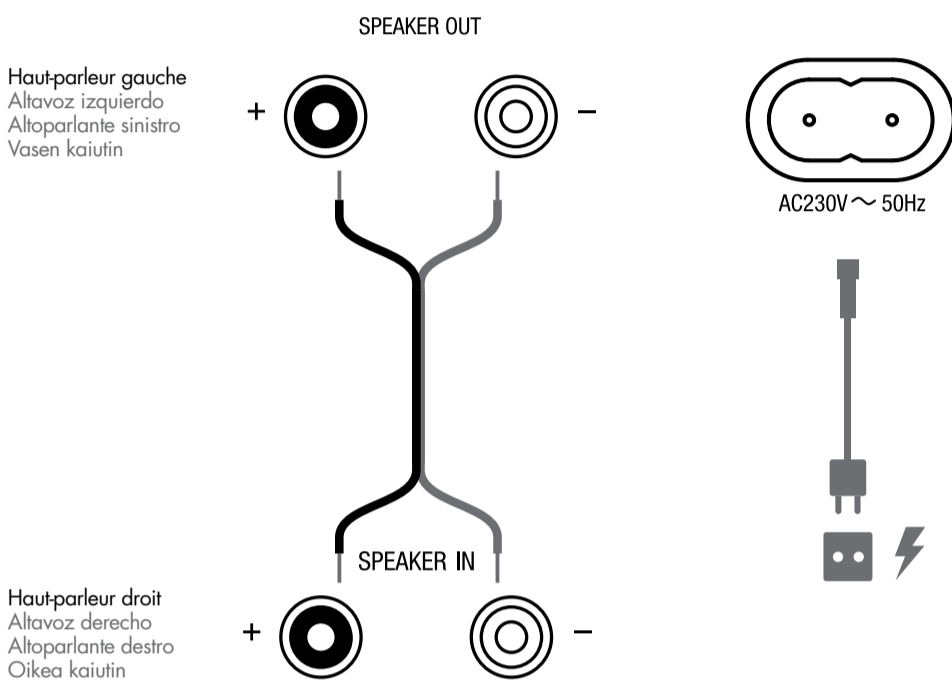 SPEAKER OUT
Haut-parleur gauche
Altavoz izquierdo
Altoparlante sinistro
Vasen kaiutin
+
−
AC230V ~ 50Hz
SPEAKER IN
Haut-parleur droit
Altavoz derecho
Altoparlante destro
Oikea kaiutin
+
−